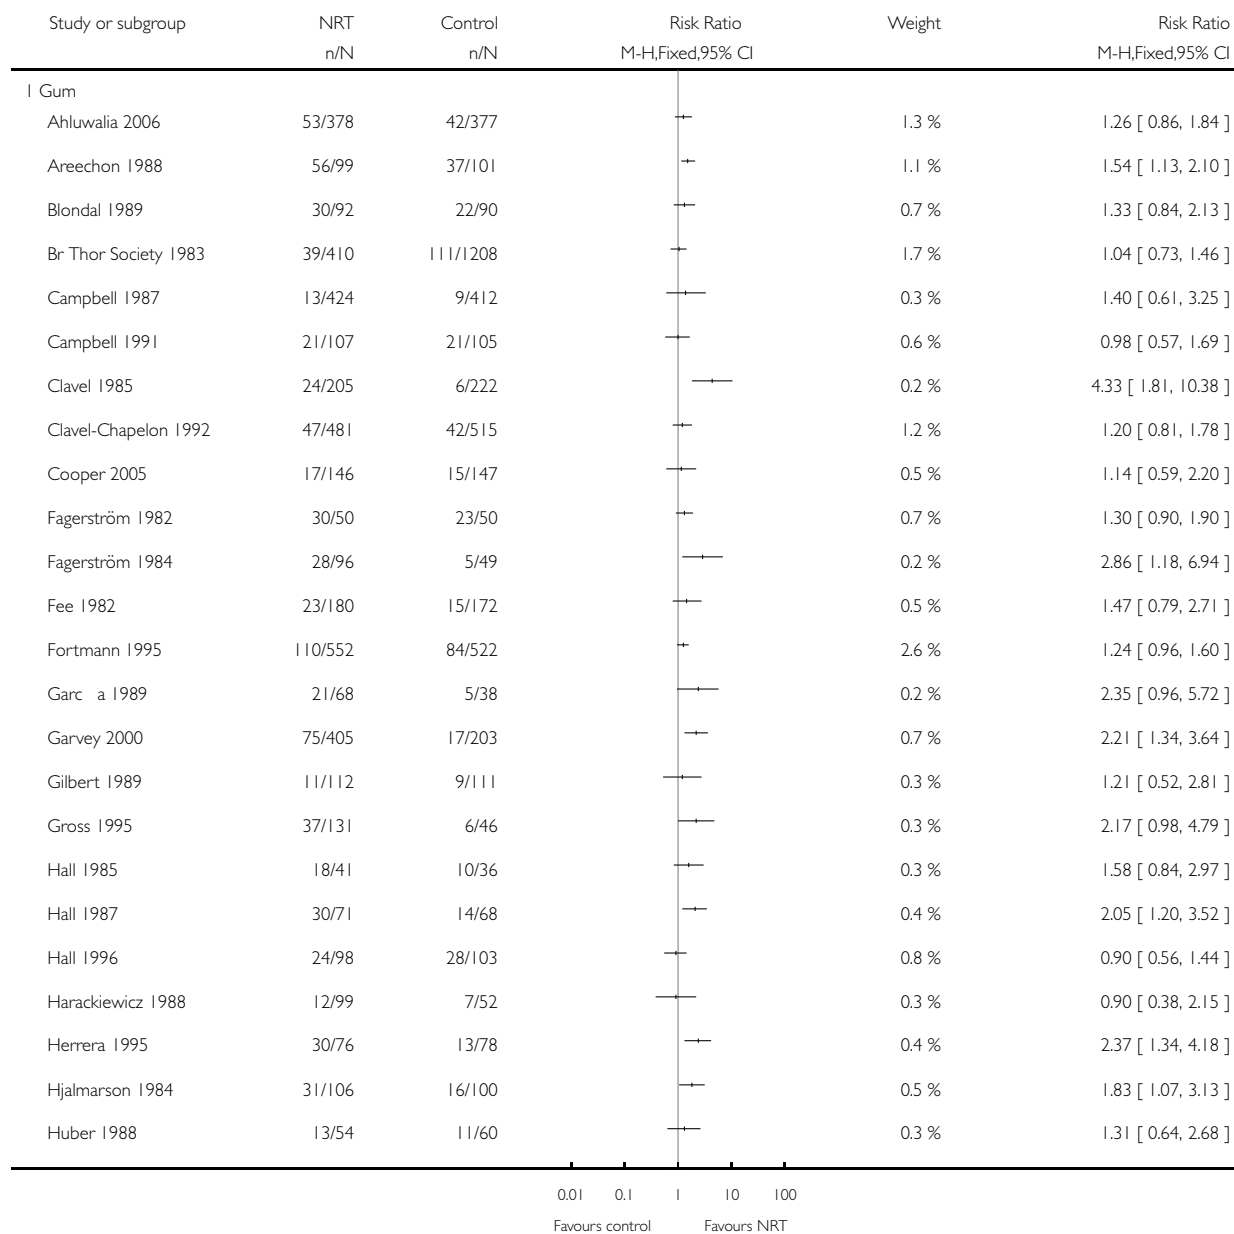 Study or subgroup NRT Control Risk Ratio Weight Risk Ratio
n/N n/N M-H,Fixed,95% CI M-H,Fixed,95% CI
1 Gum
Ahluwalia 2006 53/378 42/377 1.3 % 1.26 [ 0.86, 1.84 ]
Areechon 1988 56/99 37/101 1.1 % 1.54 [ 1.13, 2.10 ]
Blondal 1989 30/92 22/90 0.7 % 1.33 [ 0.84, 2.13 ]
Br Thor Society 1983 39/410 111/1208 1.7 % 1.04 [ 0.73, 1.46 ]
Campbell 1987 13/424 9/412 0.3 % 1.40 [ 0.61, 3.25 ]
Campbell 1991 21/107 21/105 0.6 % 0.98 [ 0.57, 1.69 ]
Clavel 1985 24/205 6/222 0.2 % 4.33 [ 1.81, 10.38 ]
Clavel-Chapelon 1992 47/481 42/515 1.2 % 1.20 [ 0.81, 1.78 ]
Cooper 2005 17/146 15/147 0.5 % 1.14 [ 0.59, 2.20 ]
Fagerström 1982 30/50 23/50 0.7 % 1.30 [ 0.90, 1.90 ]
Fagerström 1984 28/96 5/49 0.2 % 2.86 [ 1.18, 6.94 ]
Fee 1982 23/180 15/172 0.5 % 1.47 [ 0.79, 2.71 ]
Fortmann 1995 110/552 84/522 2.6 % 1.24 [ 0.96, 1.60 ]
Garc a 1989 21/68 5/38 0.2 % 2.35 [ 0.96, 5.72 ]
Garvey 2000 75/405 17/203 0.7 % 2.21 [ 1.34, 3.64 ]
Gilbert 1989 11/112 9/111 0.3 % 1.21 [ 0.52, 2.81 ]
Gross 1995 37/131 6/46 0.3 % 2.17 [ 0.98, 4.79 ]
Hall 1985 18/41 10/36 0.3 % 1.58 [ 0.84, 2.97 ]
Hall 1987 30/71 14/68 0.4 % 2.05 [ 1.20, 3.52 ]
Hall 1996 24/98 28/103 0.8 % 0.90 [ 0.56, 1.44 ]
Harackiewicz 1988 12/99 7/52 0.3 % 0.90 [ 0.38, 2.15 ]
Herrera 1995 30/76 13/78 0.4 % 2.37 [ 1.34, 4.18 ]
Hjalmarson 1984 31/106 16/100 0.5 % 1.83 [ 1.07, 3.13 ]
Huber 1988 13/54 11/60 0.3 % 1.31 [ 0.64, 2.68 ]
0.01 0.1 1 10 100
Favours control Favours NRT